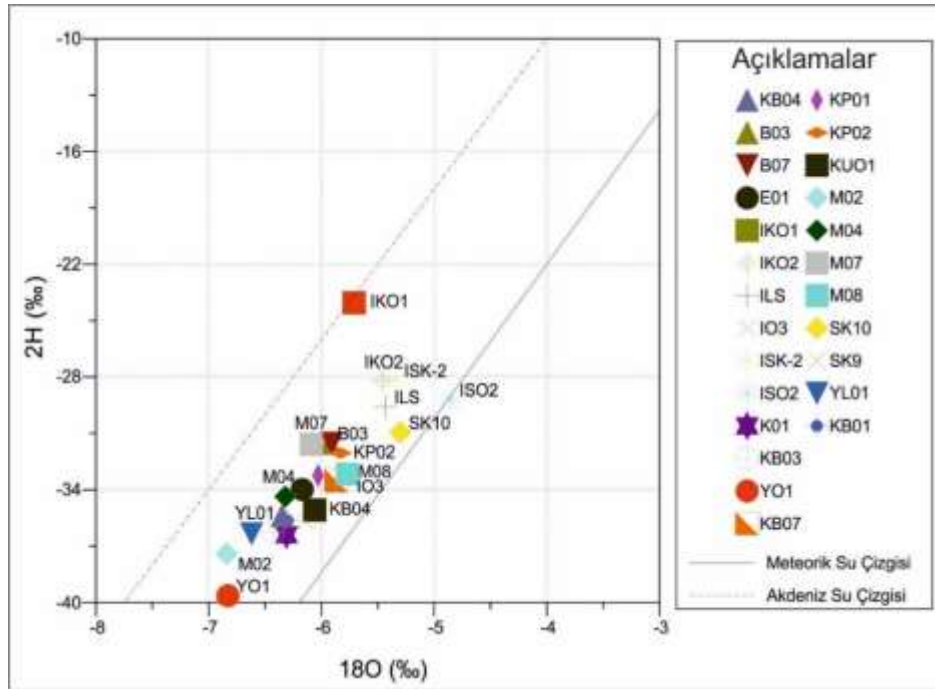 -10
-16
-22
-28
-34
-40
2H (‰)
-8
-7
-6
-5
-4
-3
18O (‰)
IKO1
IKO2
ISK-2
ILS
ISO2
SK10
M07
B03
KP02
M08
IO3
M04
KB04
YL01
M02
YO1
Açıklamalar
KB04 KP01
B03 KP02
B07 KUO1
E01 M02
IKO1 M04
IKO2 M07
ILS M08
IO3 SK10
ISK-2 SK9
ISO2 YL01
K01 KB01
KB03
YO1
KB07
Meteorik Su Çizgisi
Akdeniz Su Çizgisi